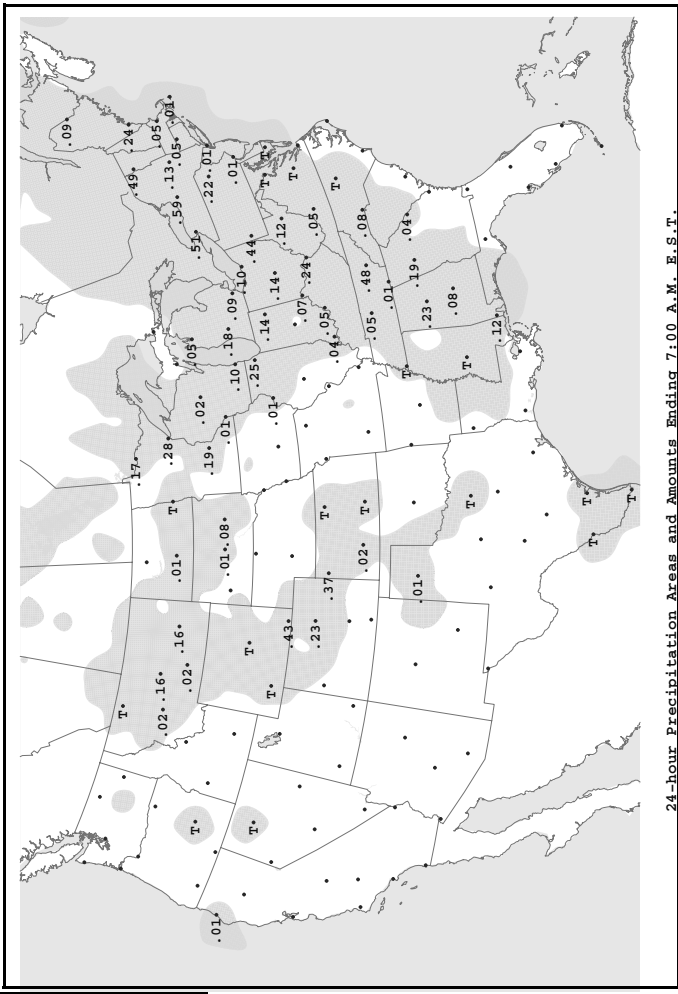 .09
T
.24
.49
.17
.05
.16
.02
.28
.13
.01
T
.59
.05
.01
.16
.02
.05
T
.51
.02
.01
.22
.19
.01
.01
.08
.01
.18
.09
.01
.10
.10
T
.44
T
.25
T
T
.14
T
.01
.14
.12
.43
T
.07
.24
.05
.23
T
.05
.37
.04
T
.08
.02
T
.48
.05
.01
T
.04
.19
.01
.23
.08
T
T
.12
T
T
T
24-hour Precipitation Areas and Amounts Ending 7:00 A.M. E.S.T.